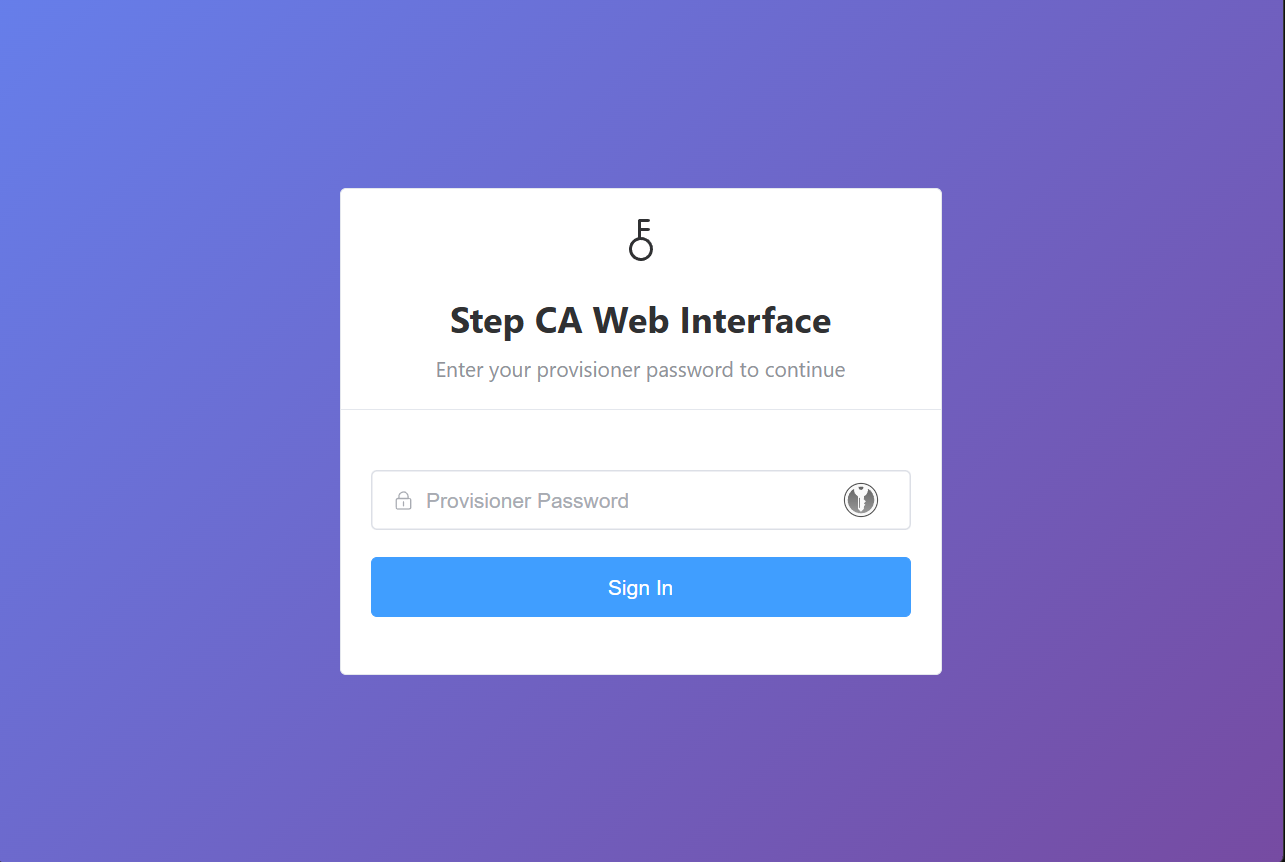 Step CA Web Interface
Enter your provisioner password to continue
Provisioner Password
Sign In